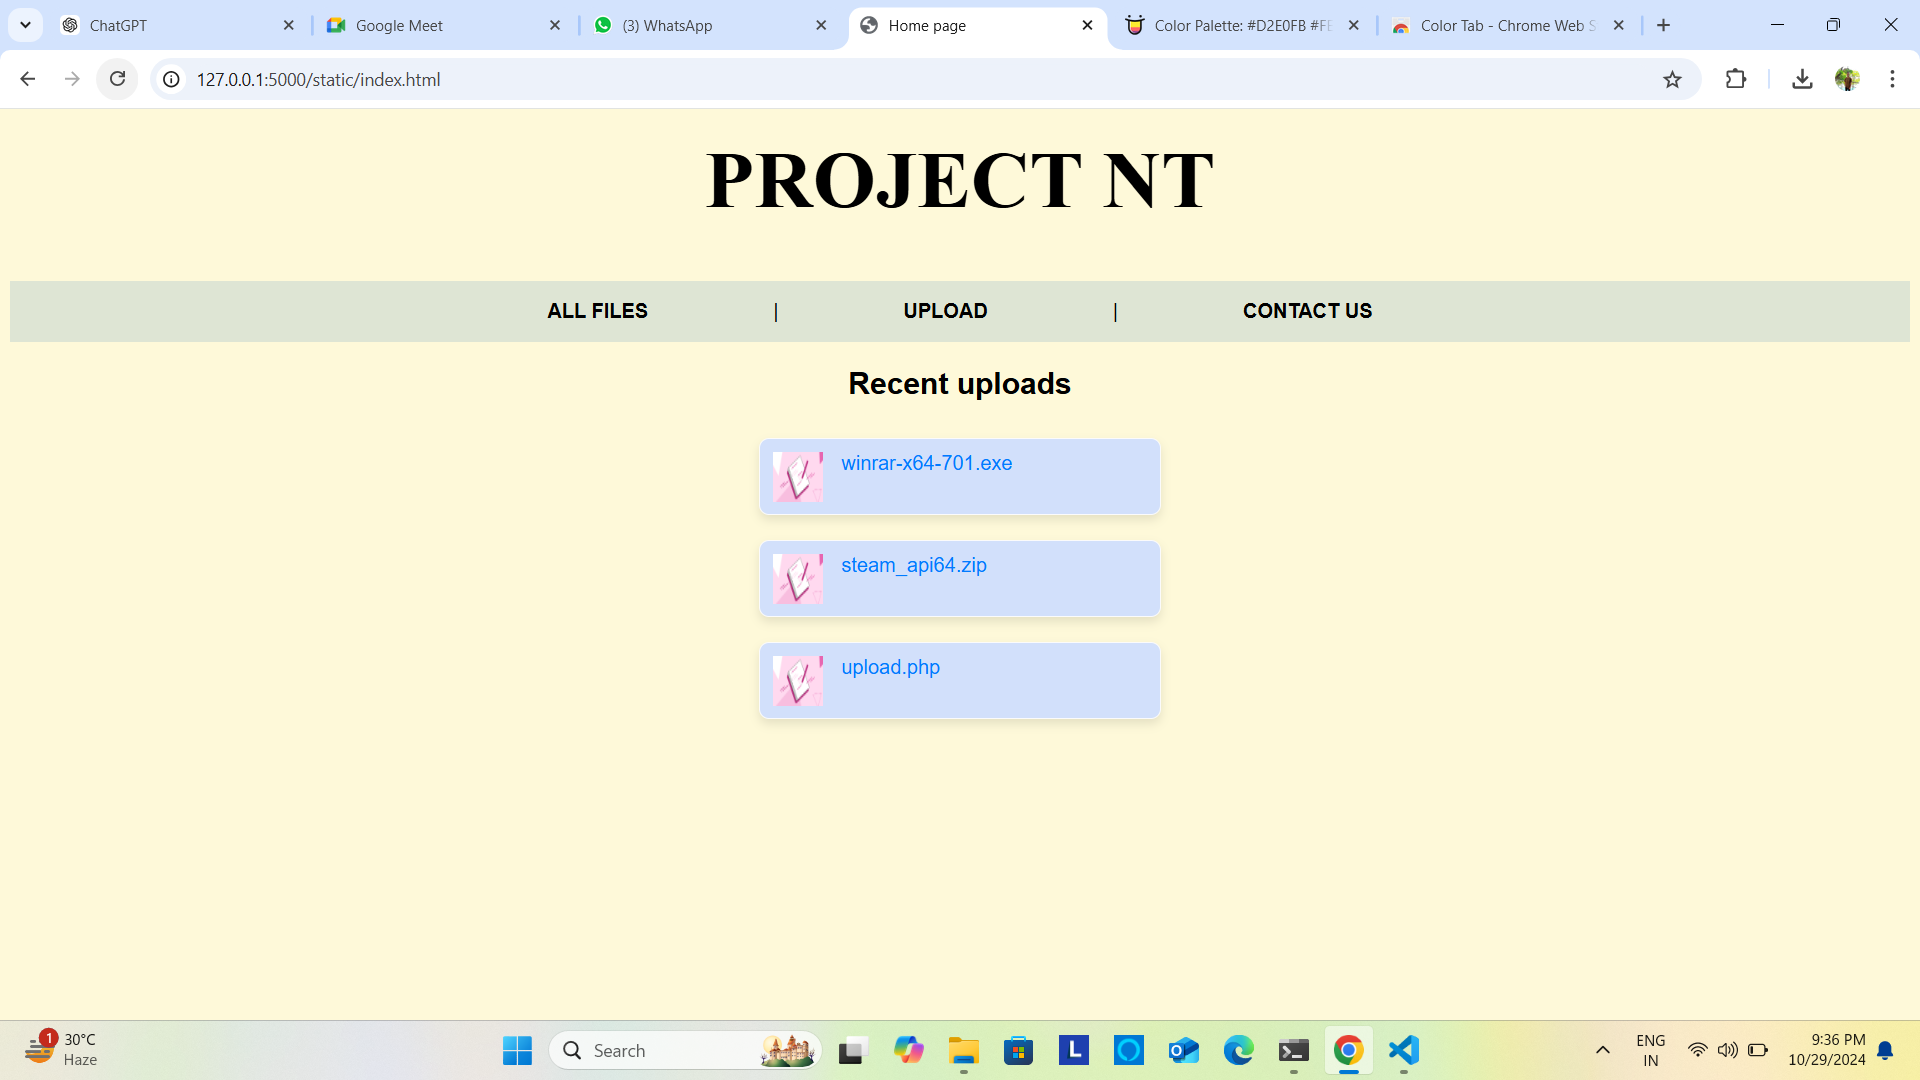 ChatGPT
Google Meet
(3) WhatsApp
Home page
Color Palette: #D2E0FB #FE
Color Tab - Chrome Web S
127.0.0.1:5000/static/index.html
PROJECT NT
ALL FILES | UPLOAD | CONTACT US
Recent uploads
winrar-x64-701.exe
steam_api64.zip
upload.php
1
30°C
Haze
Search
L
ENG
IN
9:36 PM
10/29/2024